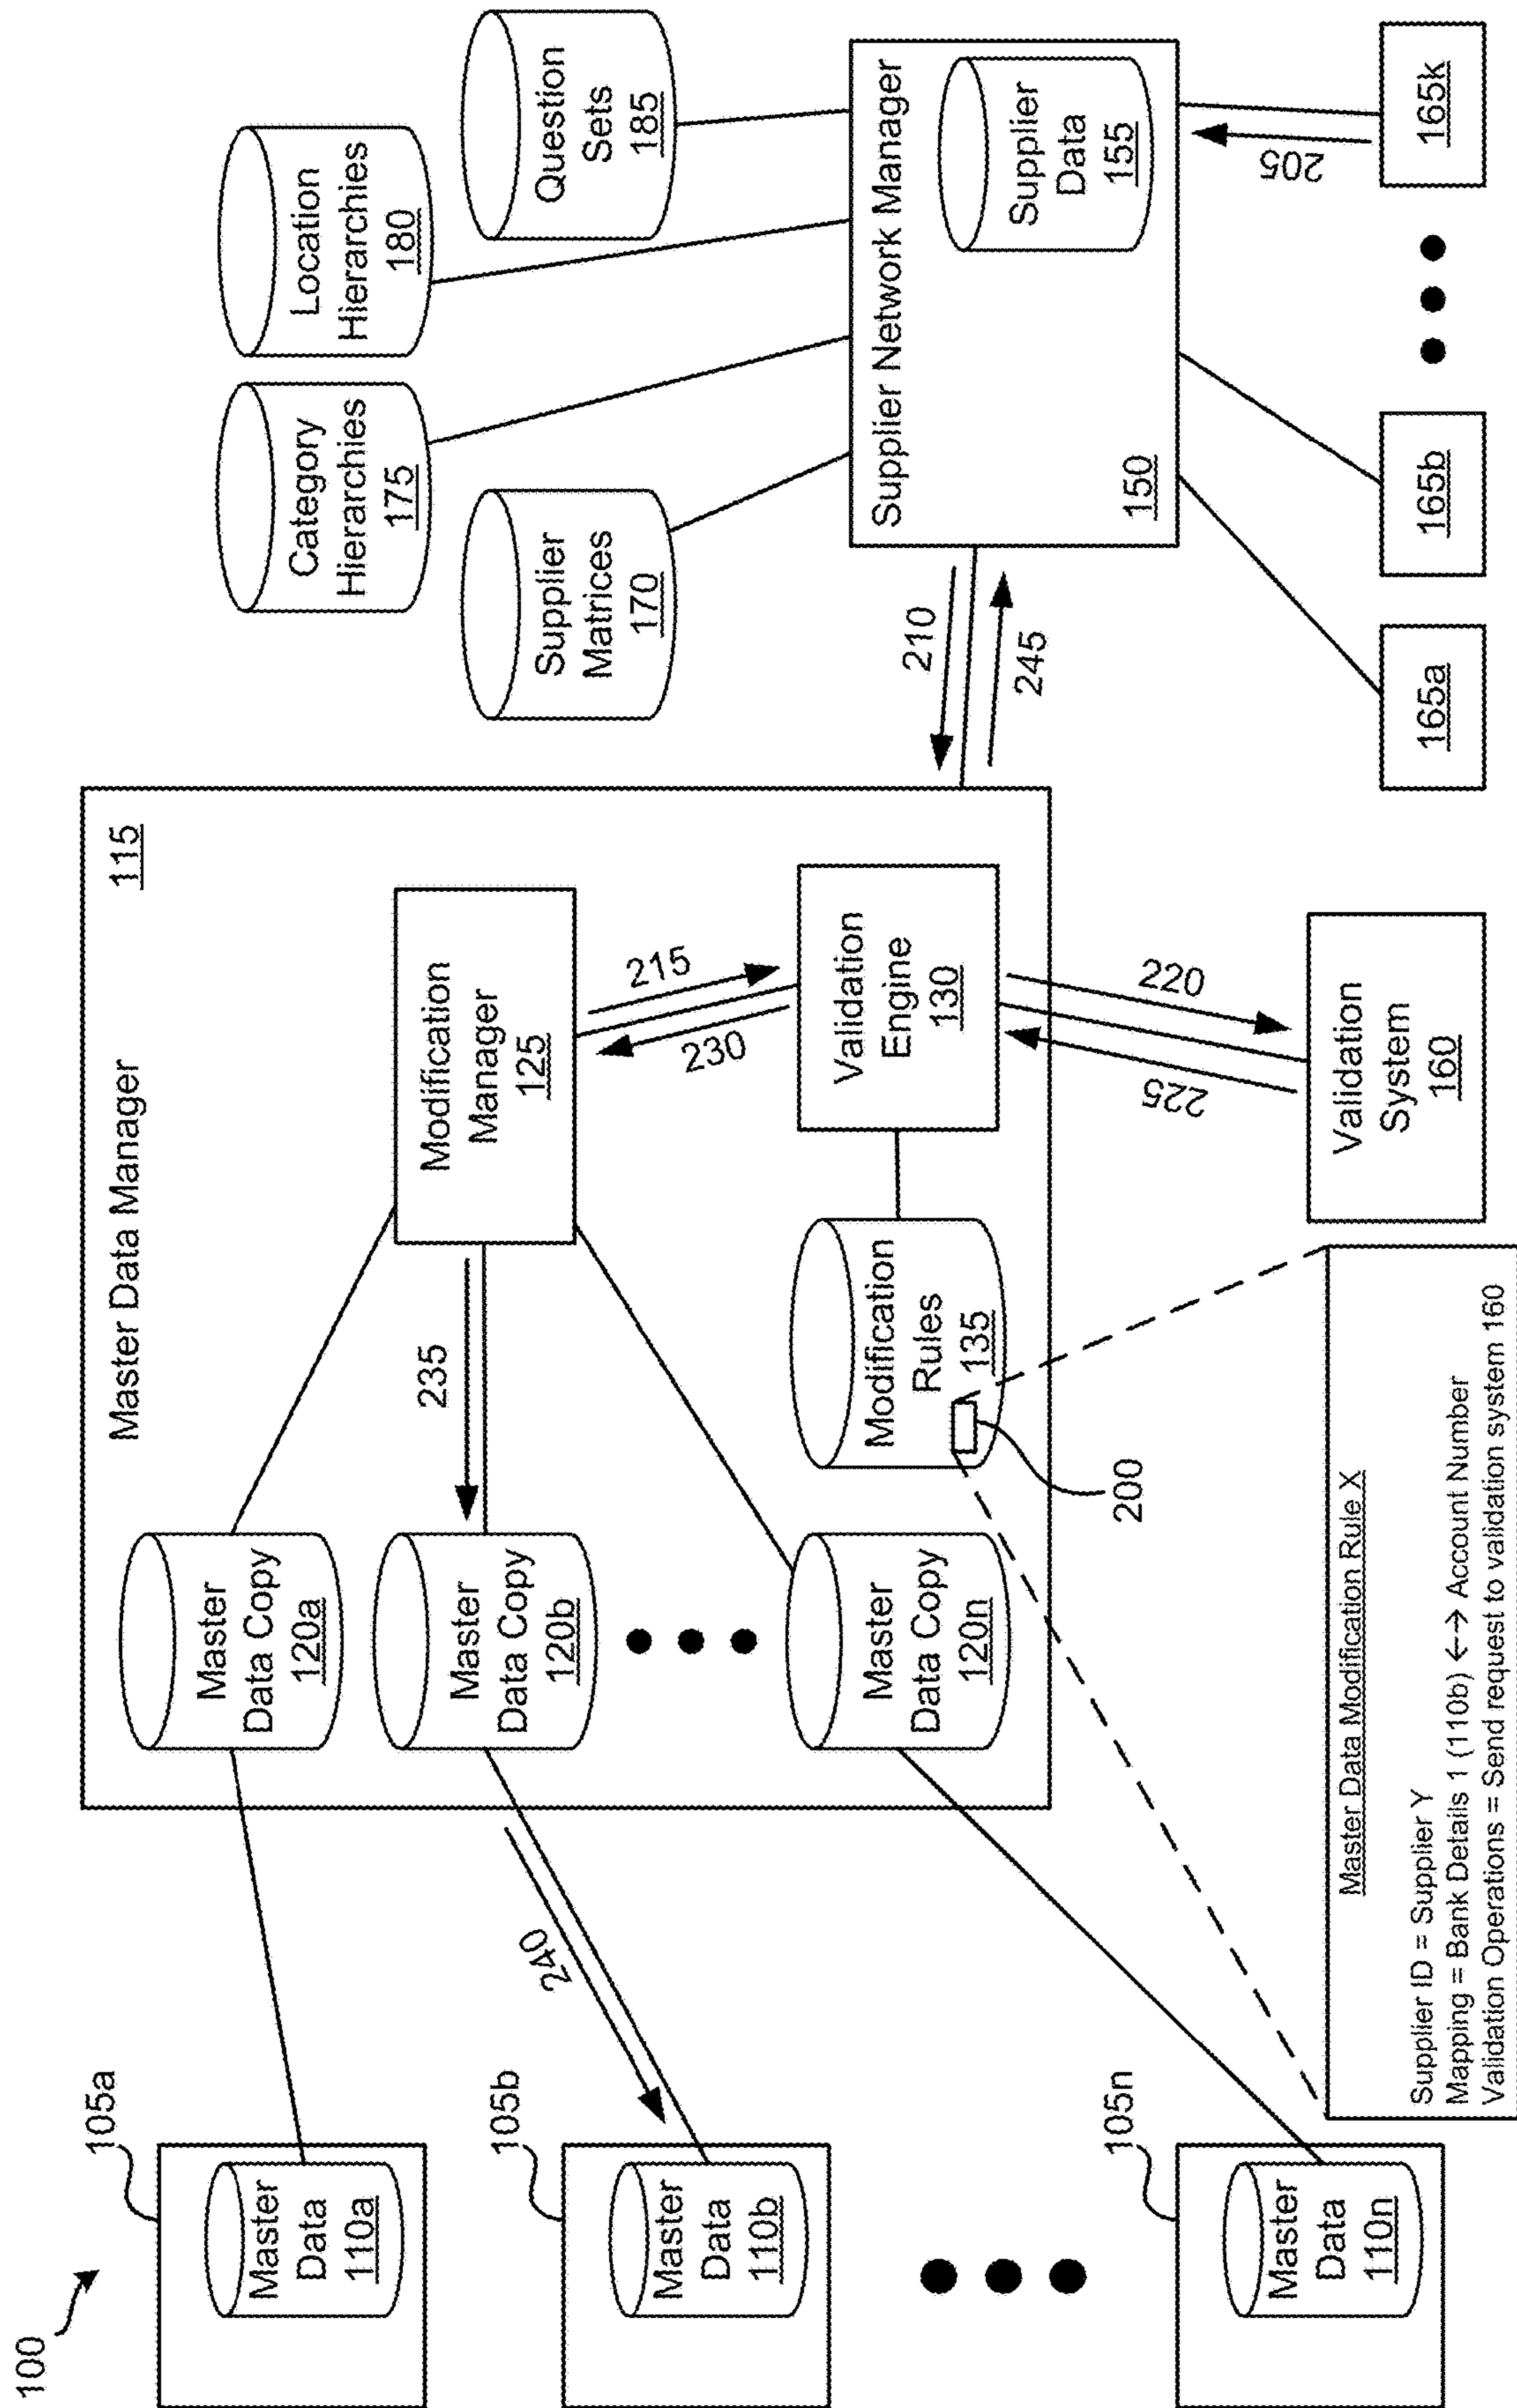 100
105a
Master
Data
110a
105b
Master
Data
110b
105n
Master
Data
110n
Master Data Manager
115
Master
Data Copy
120a
Master
Data Copy
120b
Master
Data Copy
120n
240
235
Modification
Manager
125
215
230
Validation
Engine
130
Modification
Rules
135
200
220
225
Validation
System
160
Master Data Modification Rule X
Supplier ID = Supplier Y
Mapping = Bank Details 1 (110b) ←→ Account Number
Validation Operations = Send request to validation system 160
210
245
Supplier
Matrices
170
Category
Hierarchies
175
Location
Hierarchies
180
Question
Sets
185
Supplier Network Manager
150
Supplier
Data
155
205
165a
165b
165k